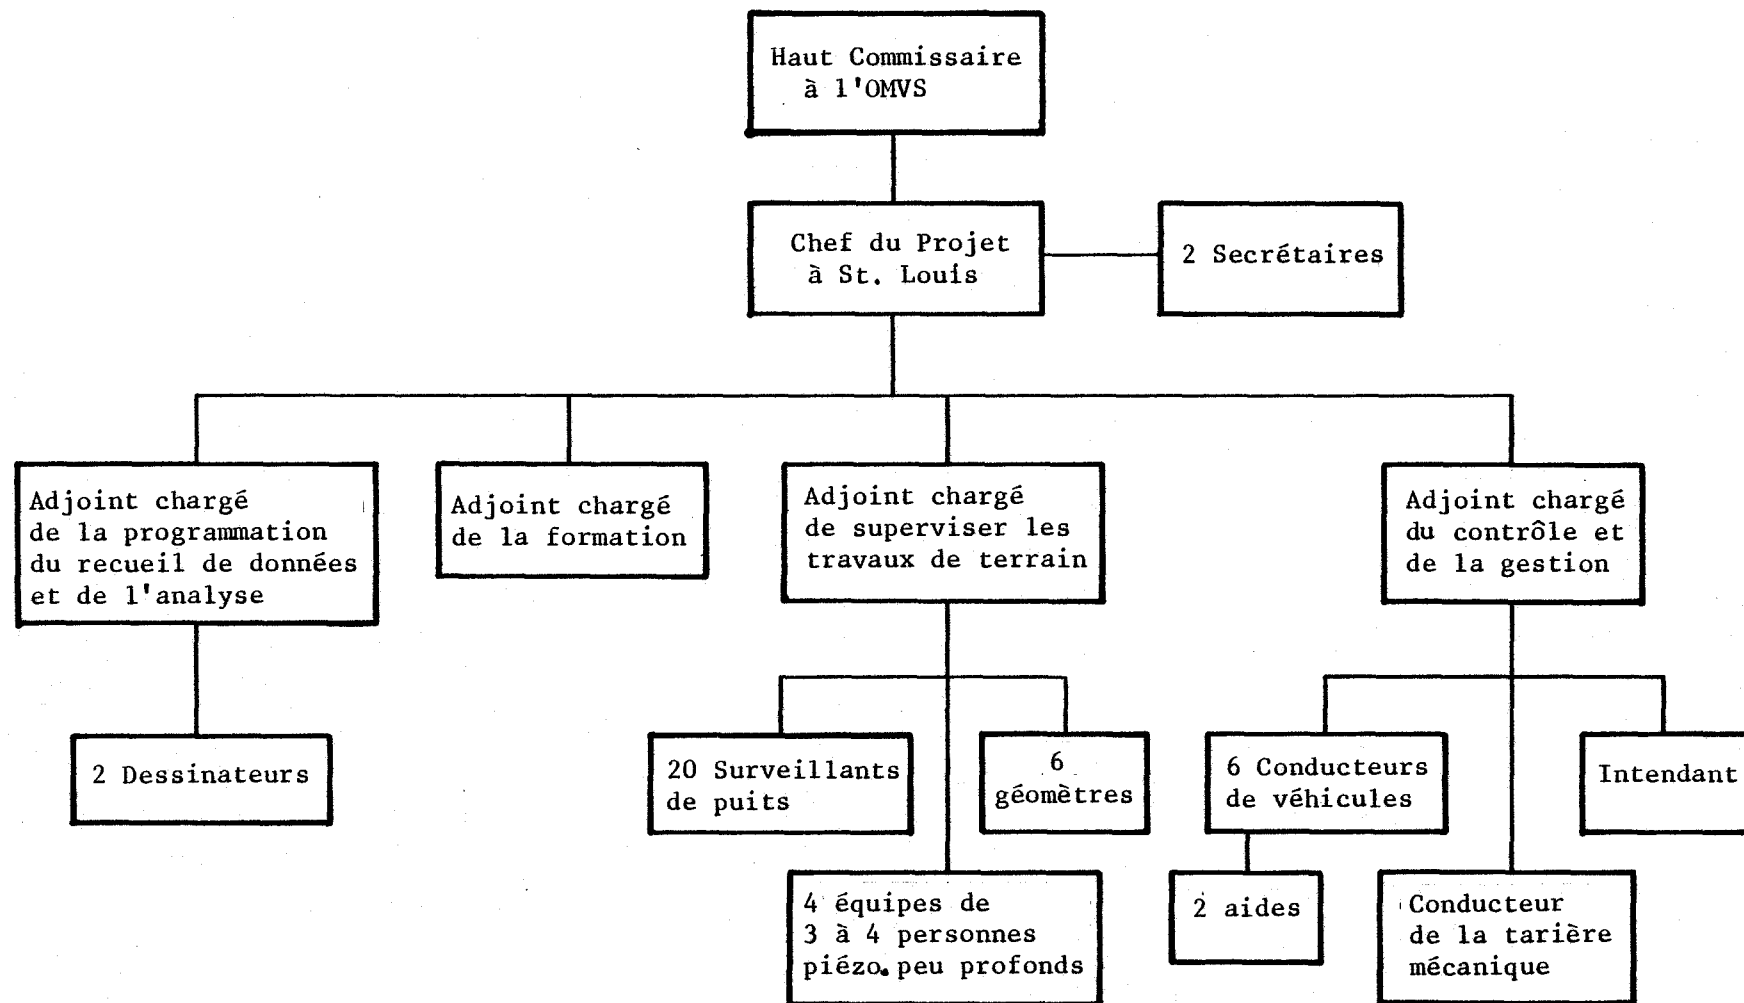 Haut Commissaire
à l'OMVS
Chef du Projet
à St. Louis
2 Secrétaires
Adjoint chargé
de la programmation
du recueil de données
et de l'analyse
Adjoint chargé
de la formation
Adjoint chargé
de superviser les
travaux de terrain
Adjoint chargé
du contrôle et
de la gestion
2 Dessinateurs
20 Surveillants
de puits
6
géomètres
6 Conducteurs
de véhicules
Intendant
4 équipes de
3 à 4 personnes
piézo.peu profonds
2 aides
Conducteur
de la tarière
mécanique